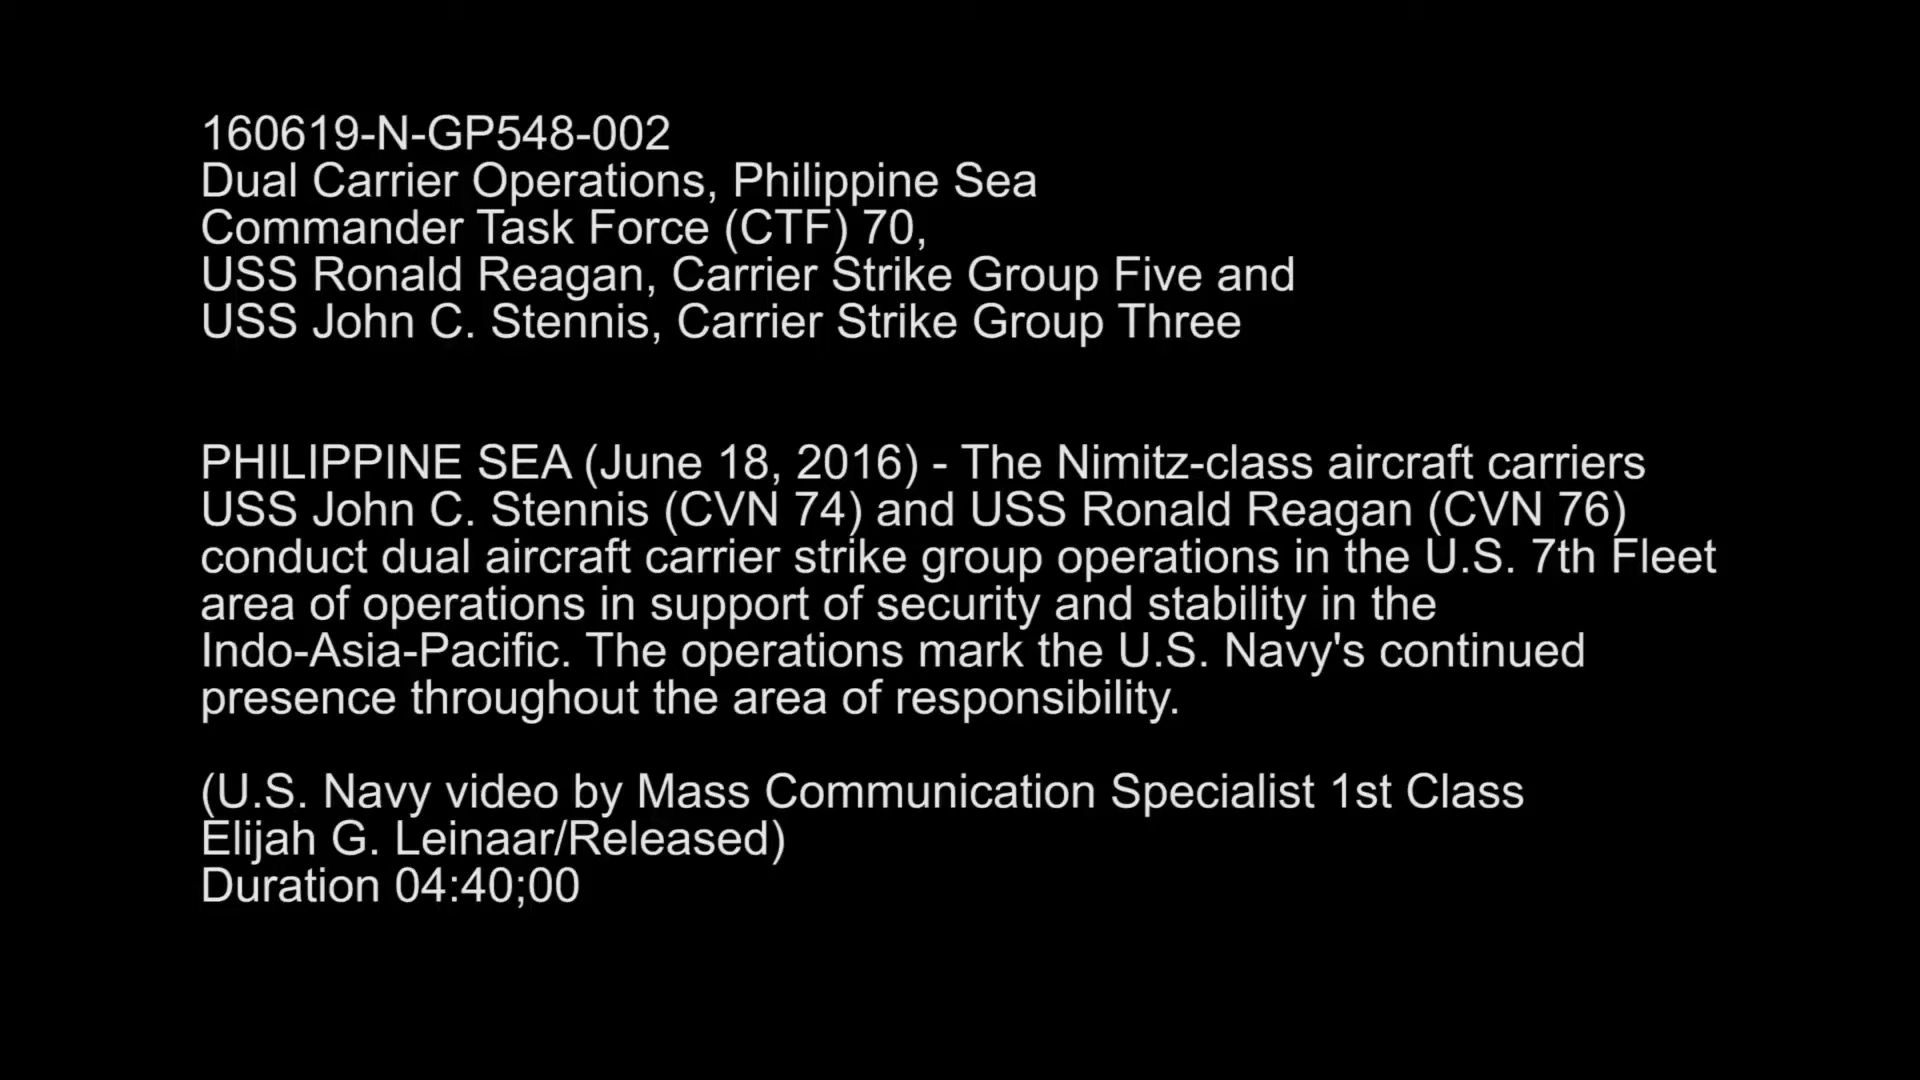 160619-N-GP548-002
Dual Carrier Operations, Philippine Sea
Commander Task Force (CTF) 70,
USS Ronald Reagan, Carrier Strike Group Five and
USS John C. Stennis, Carrier Strike Group Three
PHILIPPINE SEA (June 18, 2016) - The Nimitz-class aircraft carriers
USS John C. Stennis (CVN 74) and USS Ronald Reagan (CVN 76)
conduct dual aircraft carrier strike group operations in the U.S. 7th Fleet
area of operations in support of security and stability in the
Indo-Asia-Pacific. The operations mark the U.S. Navy's continued
presence throughout the area of responsibility.
(U.S. Navy video by Mass Communication Specialist 1st Class
Elijah G. Leinaar/Released)
Duration 04:40;00